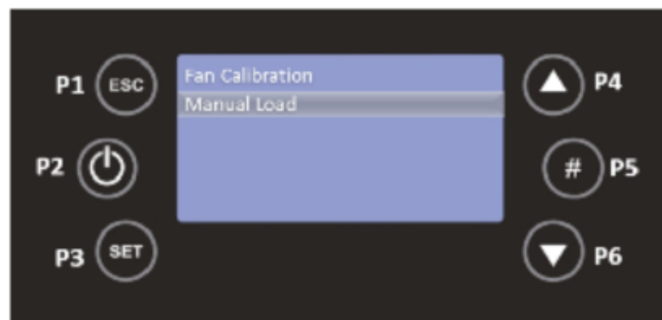 P1 ESC
Fan Calibration
Manual Load
P4
P2
# P5
P3 SET
P6